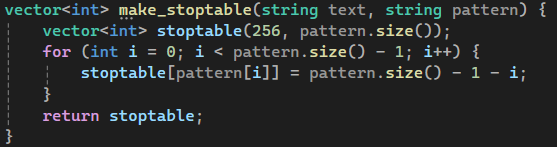 vector<int> make_stoptable(string text, string pattern) {
    vector<int> stoptable(256, pattern.size());
    for (int i = 0; i < pattern.size() - 1; i++) {
        stoptable[pattern[i]] = pattern.size() - 1 - i;
    }
    return stoptable;
}